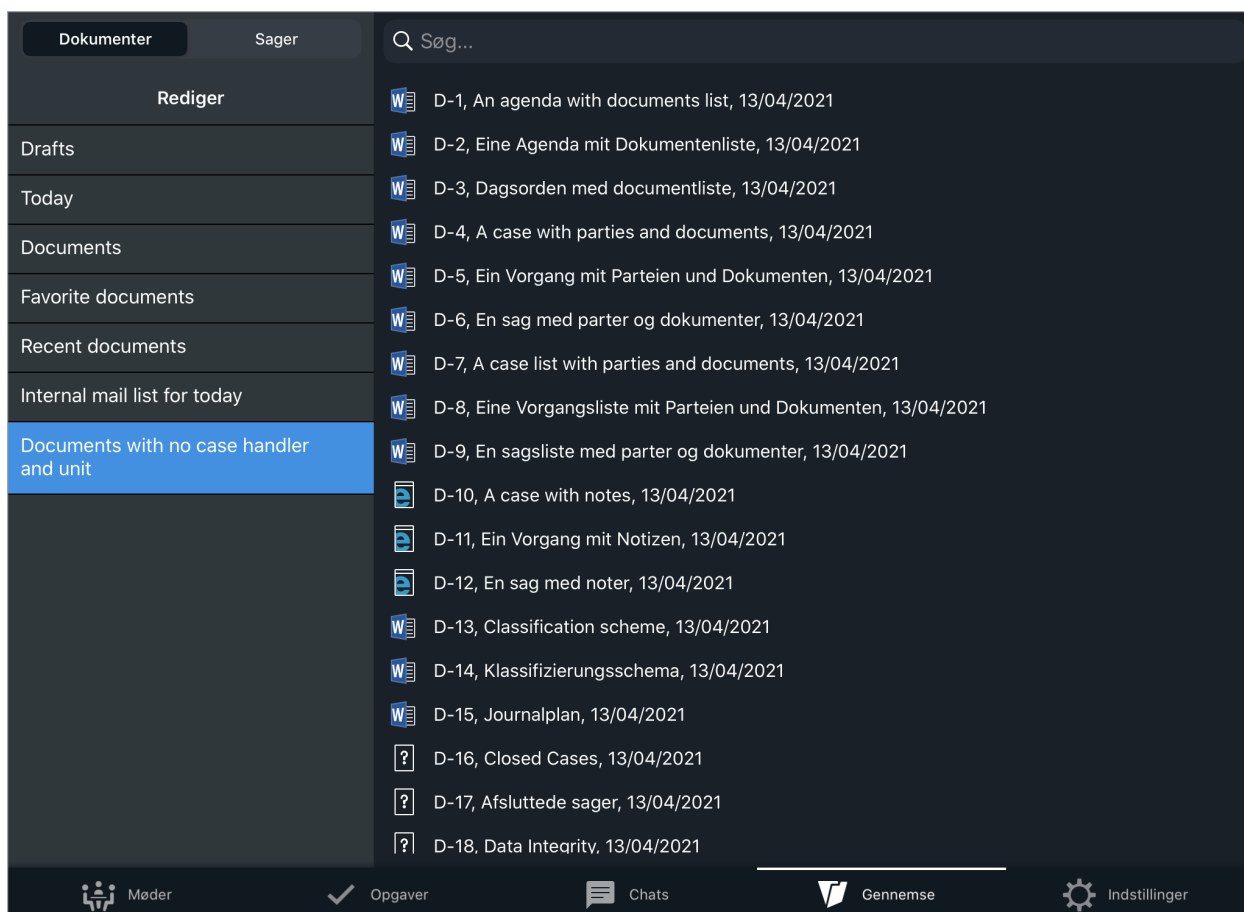 Dokumenter
Sager
Rediger
Drafts
Today
Documents
Favorite documents
Recent documents
Internal mail list for today
Documents with no case handler
and unit
Søg...
D-1, An agenda with documents list, 13/04/2021
D-2, Eine Agenda mit Dokumentenliste, 13/04/2021
D-3, Dagsorden med documentliste, 13/04/2021
D-4, A case with parties and documents, 13/04/2021
D-5, Ein Vorgang mit Parteien und Dokumenten, 13/04/2021
D-6, En sag med parter og dokumenter, 13/04/2021
D-7, A case list with parties and documents, 13/04/2021
D-8, Eine Vorgangsliste mit Parteien und Dokumenten, 13/04/2021
D-9, En sagsliste med parter og dokumenter, 13/04/2021
D-10, A case with notes, 13/04/2021
D-11, Ein Vorgang mit Notizen, 13/04/2021
D-12, En sag med noter, 13/04/2021
D-13, Classification scheme, 13/04/2021
D-14, Klassifizierungsschema, 13/04/2021
D-15, Journalplan, 13/04/2021
D-16, Closed Cases, 13/04/2021
D-17, Afsluttede sager, 13/04/2021
D-18, Data Integrity, 13/04/2021
Møder
Opgaver
Chats
Gennemse
Indstillinger